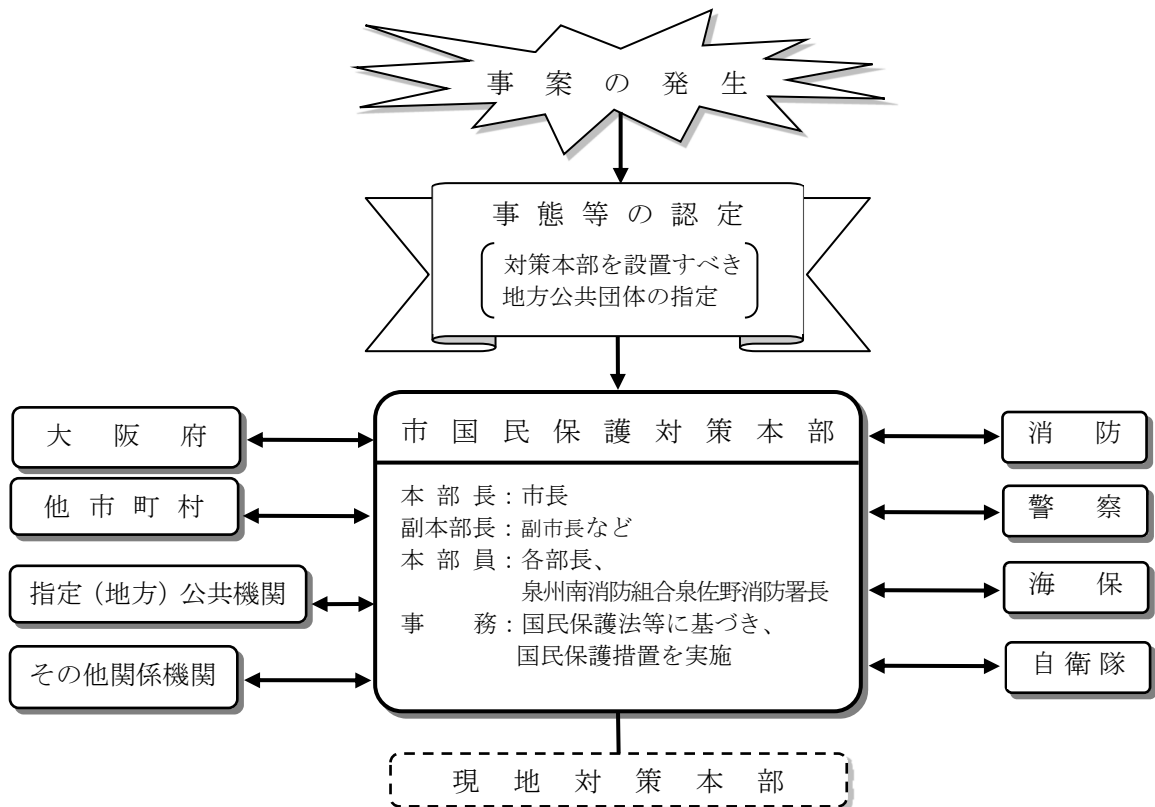 事案の発生
事態等の認定
対策本部を設置すべき
地方公共団体の指定
市国民保護対策本部
本部長：市長
副本部長：副市長など
本部員：各部長、
泉州南消防組合泉佐野消防署長
事務：国民保護法等に基づき、
国民保護措置を実施
大阪府
他市町村
指定（地方）公共機関
その他関係機関
消防
警察
海保
自衛隊
現地対策本部